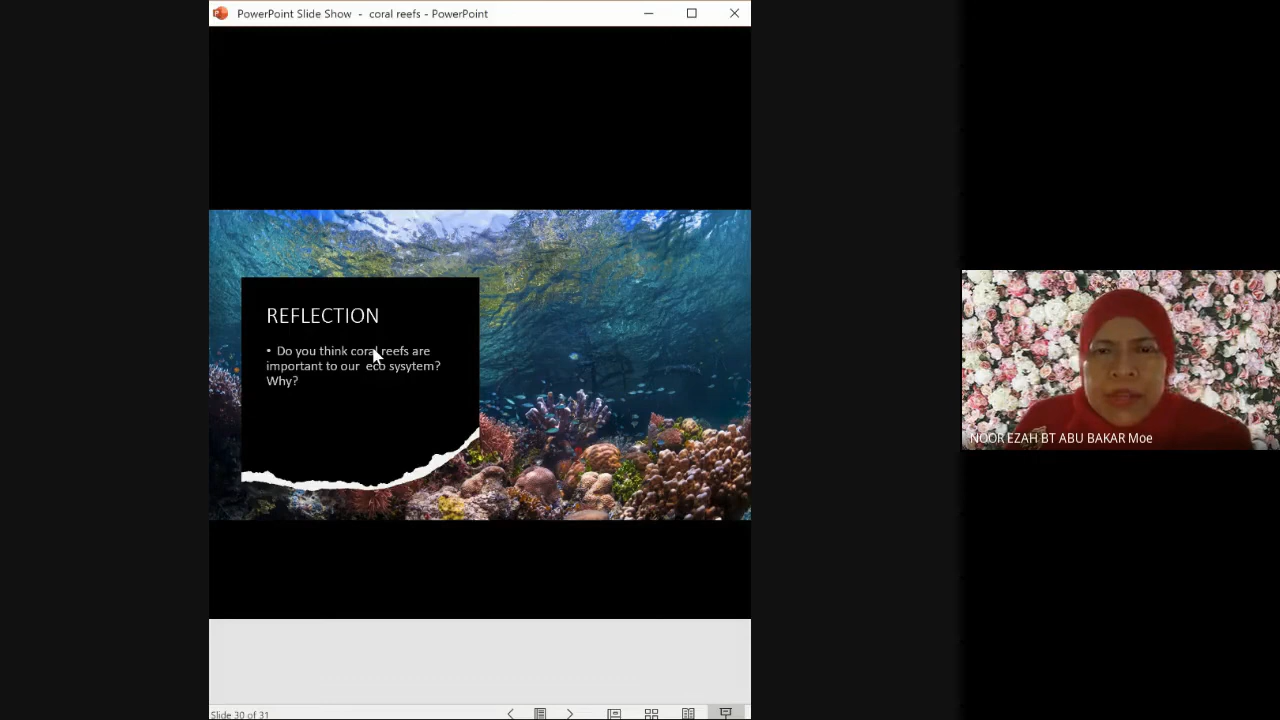 PowerPoint Slide Show - coral reefs - PowerPoint
REFLECTION
• Do you think coral reefs are
important to our eco sysytem?
Why?
NOOR EZAH BT ABU BAKAR Moe
Slide 30 of 31